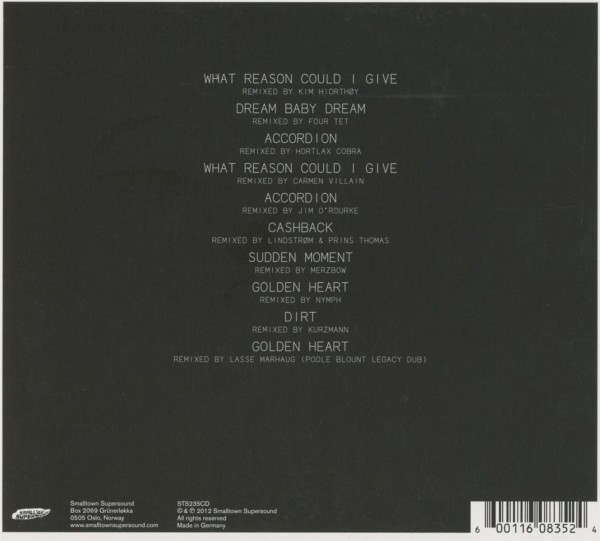 WHAT REASON COULD I GIVE
REMIXED BY KIM HIORTHØY
DREAM BABY DREAM
REMIXED BY FOUR TET
ACCORDION
REMIXED BY HORTLAX COBRA
WHAT REASON COULD I GIVE
REMIXED BY CARMEN VILLAIN
ACCORDION
REMIXED BY JIM O'ROURKE
CASHBACK
REMIXED BY LINDSTRØM & PRINS THOMAS
SUDDEN MOMENT
REMIXED BY MERZBOW
GOLDEN HEART
REMIXED BY NYMPH
DIRT
REMIXED BY KURZMANN
GOLDEN HEART
REMIXED BY LASSE MARHAUG (POOLE BLOUNT LEGACY DUB)
SMALLTOWN
SUPERSOUND
Smalltown Supersound
Box 2069 Grünerløkka
0505 Oslo, Norway
www.smalltownsupersound.com
STS235CD
© & ℗ 2012 Smalltown Supersound
All rights reserved
Made in Germany
6 00116 08352 4